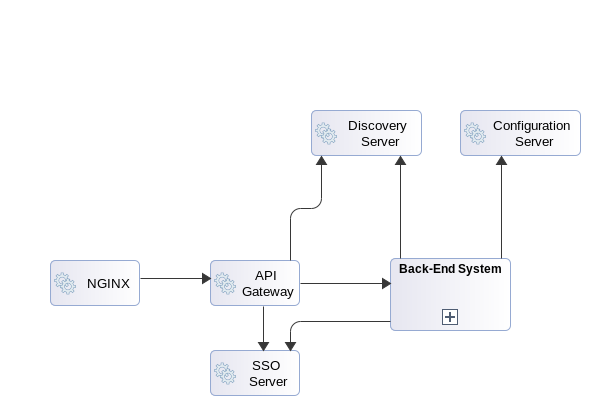 Discovery
Server
Configuration
Server
NGINX
API
Gateway
Back-End System
SSO
Server